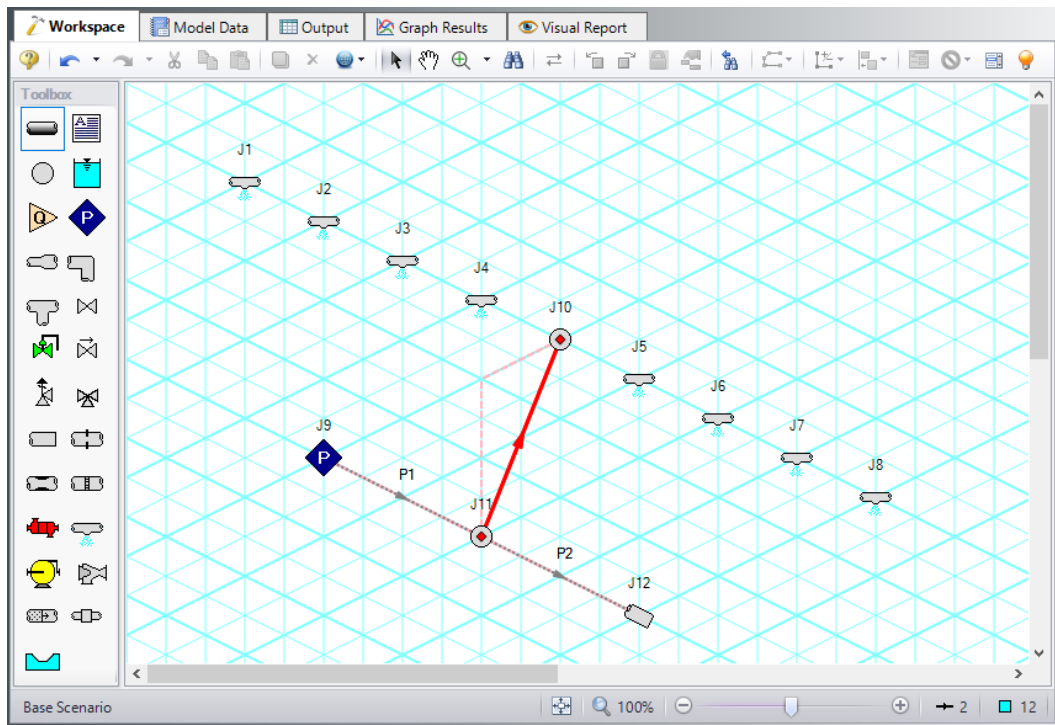 Workspace Model Data Output Graph Results Visual Report
Toolbox
A
Q P
J1
J2
J3
J4
J10
J5
J6
J9
P
J7
P1
J8
J11
P2
J12
Base Scenario 100% 2 12